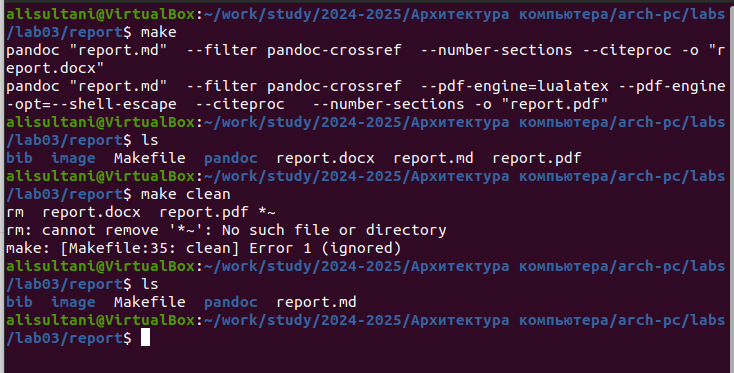 alisultani@VirtualBox:~/work/study/2024-2025/Архитектура компьютера/arch-pc/labs
/lab03/report$ make
pandoc "report.md"  --filter pandoc-crossref  --number-sections --citeproc -o "r
eport.docx"
pandoc "report.md"  --filter pandoc-crossref  --pdf-engine=lualatex --pdf-engine
-opt=--shell-escape  --citeproc   --number-sections -o "report.pdf"
alisultani@VirtualBox:~/work/study/2024-2025/Архитектура компьютера/arch-pc/labs
/lab03/report$ ls
bib  image  Makefile  pandoc  report.docx  report.md  report.pdf
alisultani@VirtualBox:~/work/study/2024-2025/Архитектура компьютера/arch-pc/labs
/lab03/report$ make clean
rm  report.docx  report.pdf *~
rm: cannot remove '*~': No such file or directory
make: [Makefile:35: clean] Error 1 (ignored)
alisultani@VirtualBox:~/work/study/2024-2025/Архитектура компьютера/arch-pc/labs
/lab03/report$ ls
bib  image  Makefile  pandoc  report.md
alisultani@VirtualBox:~/work/study/2024-2025/Архитектура компьютера/arch-pc/labs
/lab03/report$